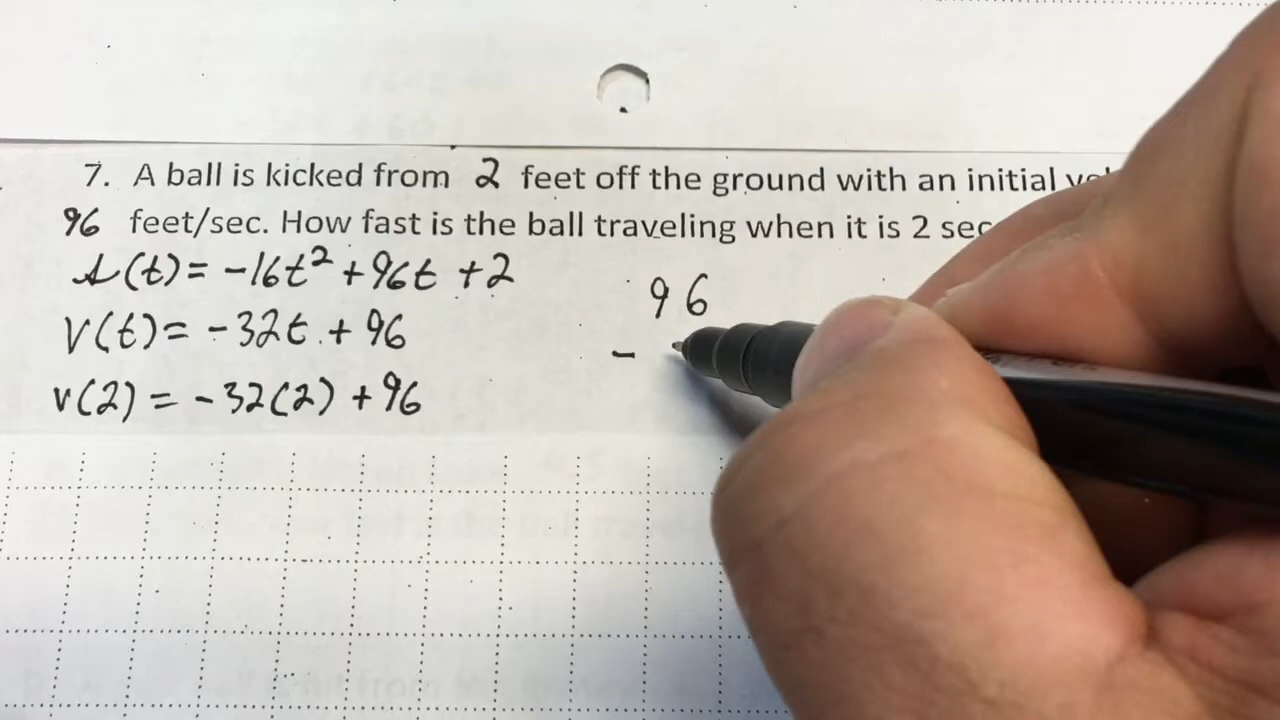 7. A ball is kicked from 2 feet off the ground with an initial
96 feet/sec. How fast is the ball traveling when it is 2 sec
s(t) = -16t² + 96t + 2
v(t) = -32t + 96
v(2) = -32(2) + 96
96
-